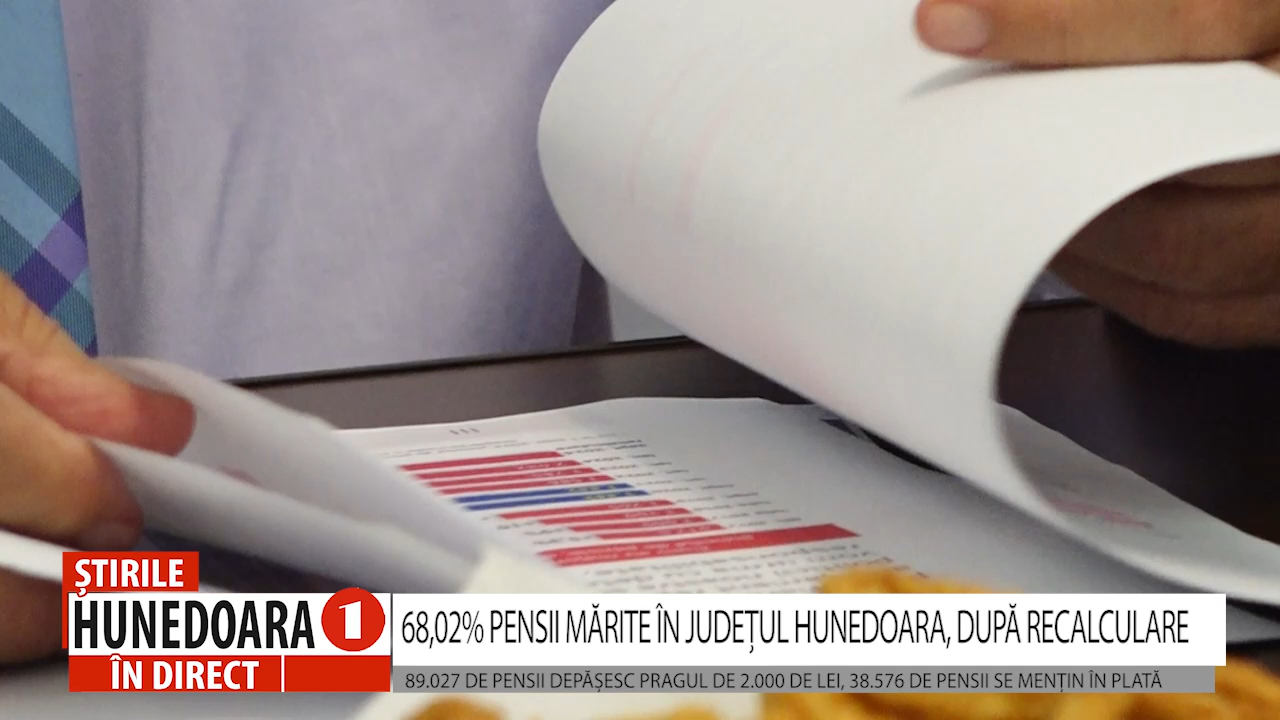 ȘTIRILE
HUNEDOARA 1
ÎN DIRECT
68,02% PENSII MĂRITE ÎN JUDEȚUL HUNEDOARA, DUPĂ RECALCULARE
89.027 DE PENSII DEPĂȘESC PRAGUL DE 2.000 DE LEI, 38.576 DE PENSII SE MENȚIN ÎN PLATĂ